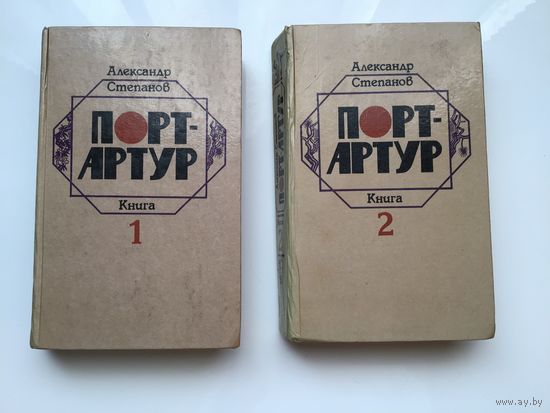 Александр
Степанов
ПОРТ-
АРТУР
Книга
1
Александр
Степанов
ПОРТ-
АРТУР
Книга
2
www.ay.by